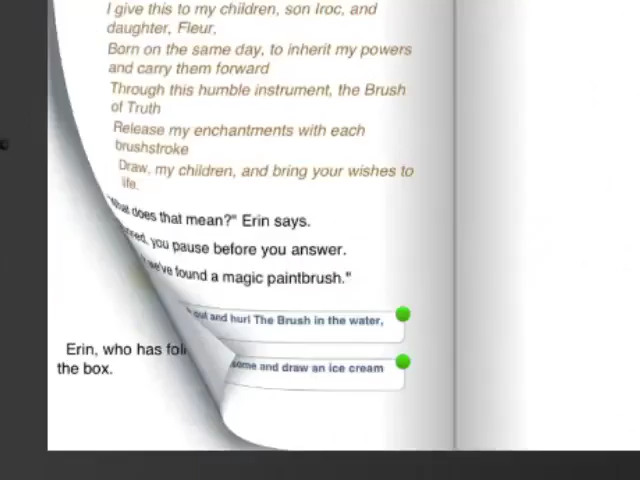 I give this to my children, son Iroc, and
daughter, Fleur,
Born on the same day, to inherit my powers
and carry them forward
Through this humble instrument, the Brush
of Truth
Release my enchantments with each
brushstroke
Draw, my children, and bring your wishes to
life.
"What does that mean?" Erin says.
you pause before you answer.
we've found a magic paintbrush."
out and hurl The Brush in the water,
some and draw an ice cream
Erin, who has foll
the box.